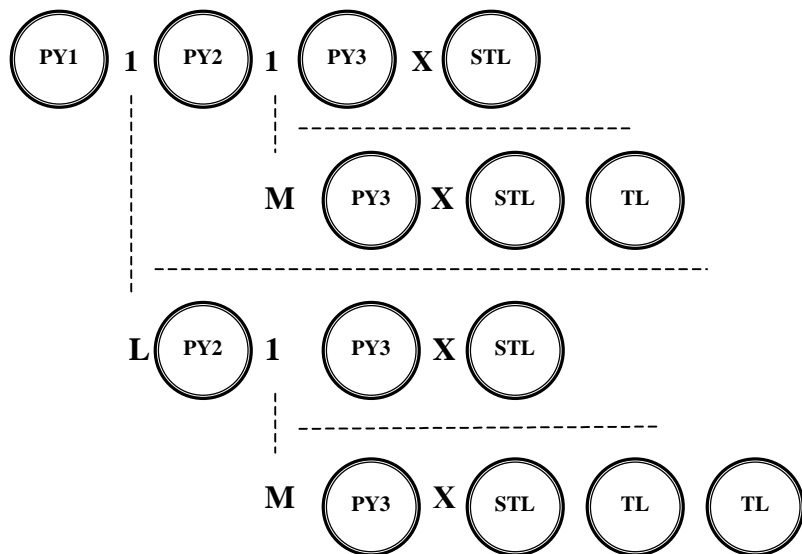 PY1 1 PY2 1 PY3 X STL
M PY3 X STL TL
L PY2 1 PY3 X STL
M PY3 X STL TL TL